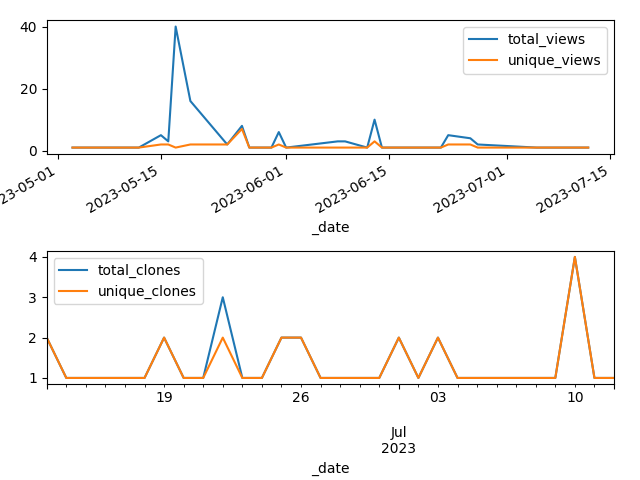 40
20
0
total_views
unique_views
2023-05-01
2023-05-15
2023-06-01
2023-06-15
2023-07-01
2023-07-15
_date
4
3
2
1
total_clones
unique_clones
19
26
03
10
Jul
2023
_date